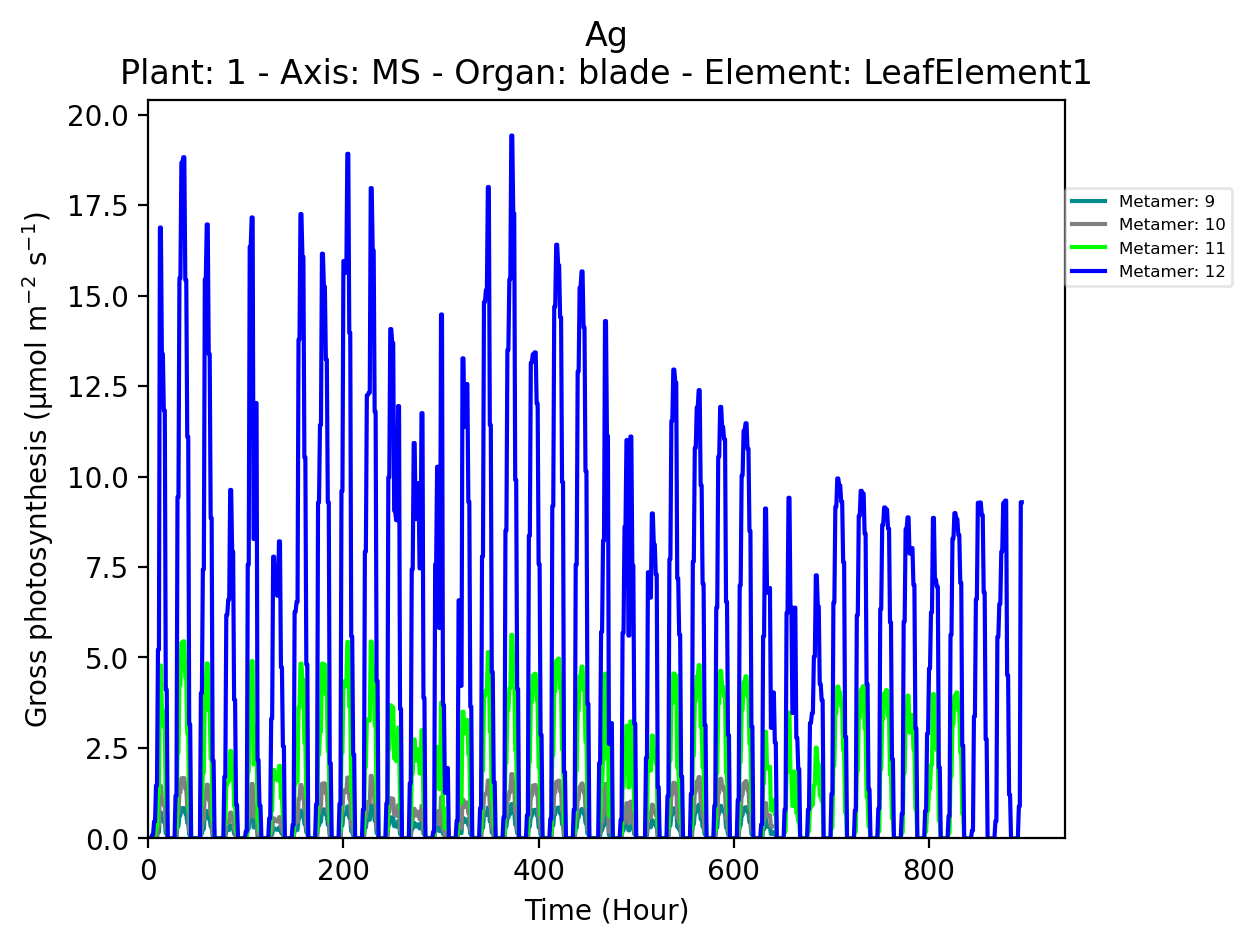 Ag
Plant: 1 - Axis: MS - Organ: blade - Element: LeafElement1
Gross photosynthesis (µmol m⁻² s⁻¹)
20.0
17.5
15.0
12.5
10.0
7.5
5.0
2.5
0.0
Metamer: 9
Metamer: 10
Metamer: 11
Metamer: 12
0 200 400 600 800
Time (Hour)